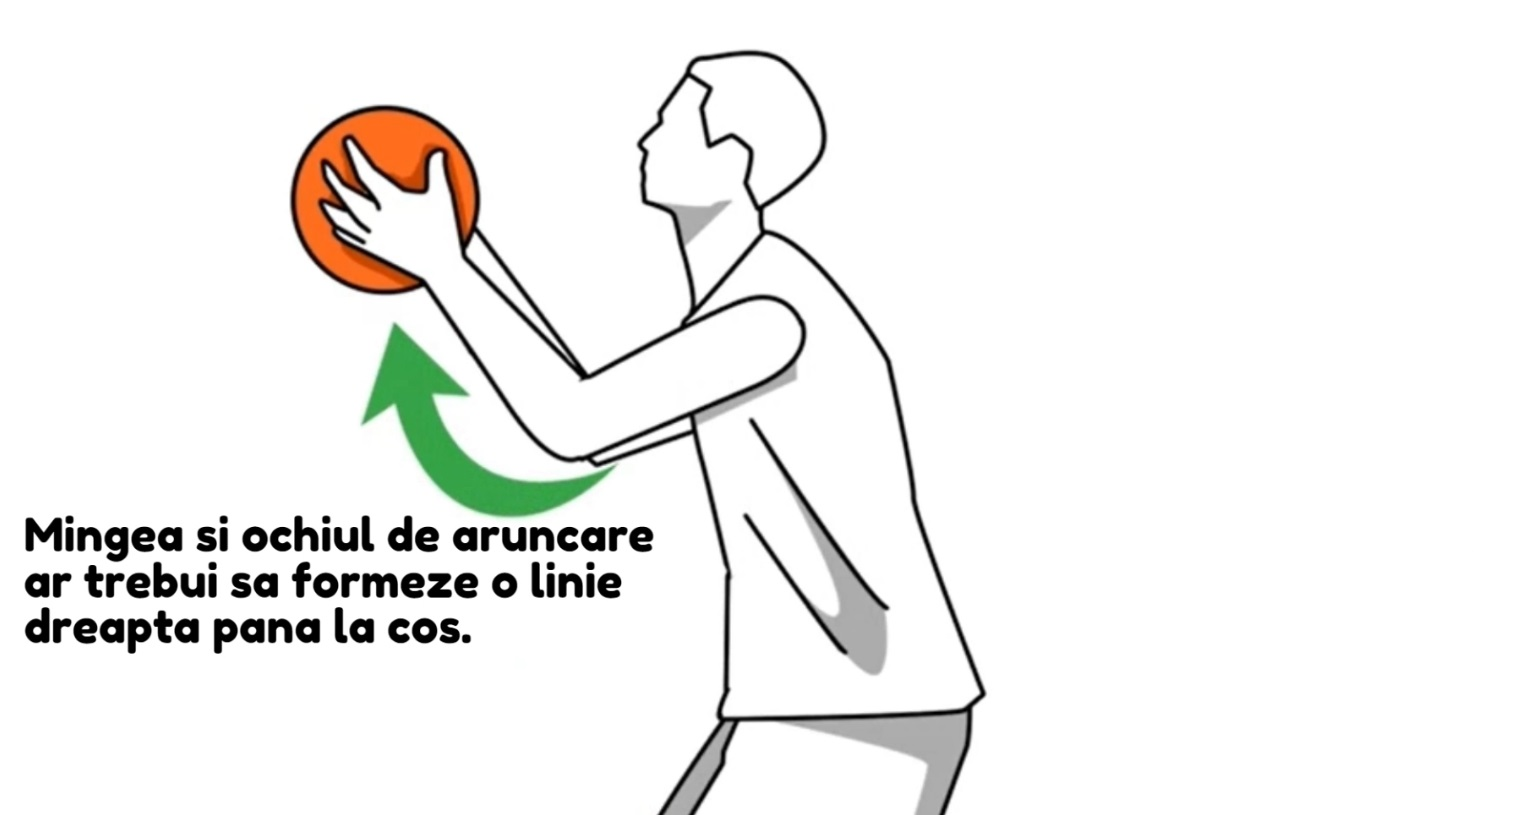 Mingea si ochiul de aruncare
ar trebui sa formeze o linie
dreapta pana la cos.